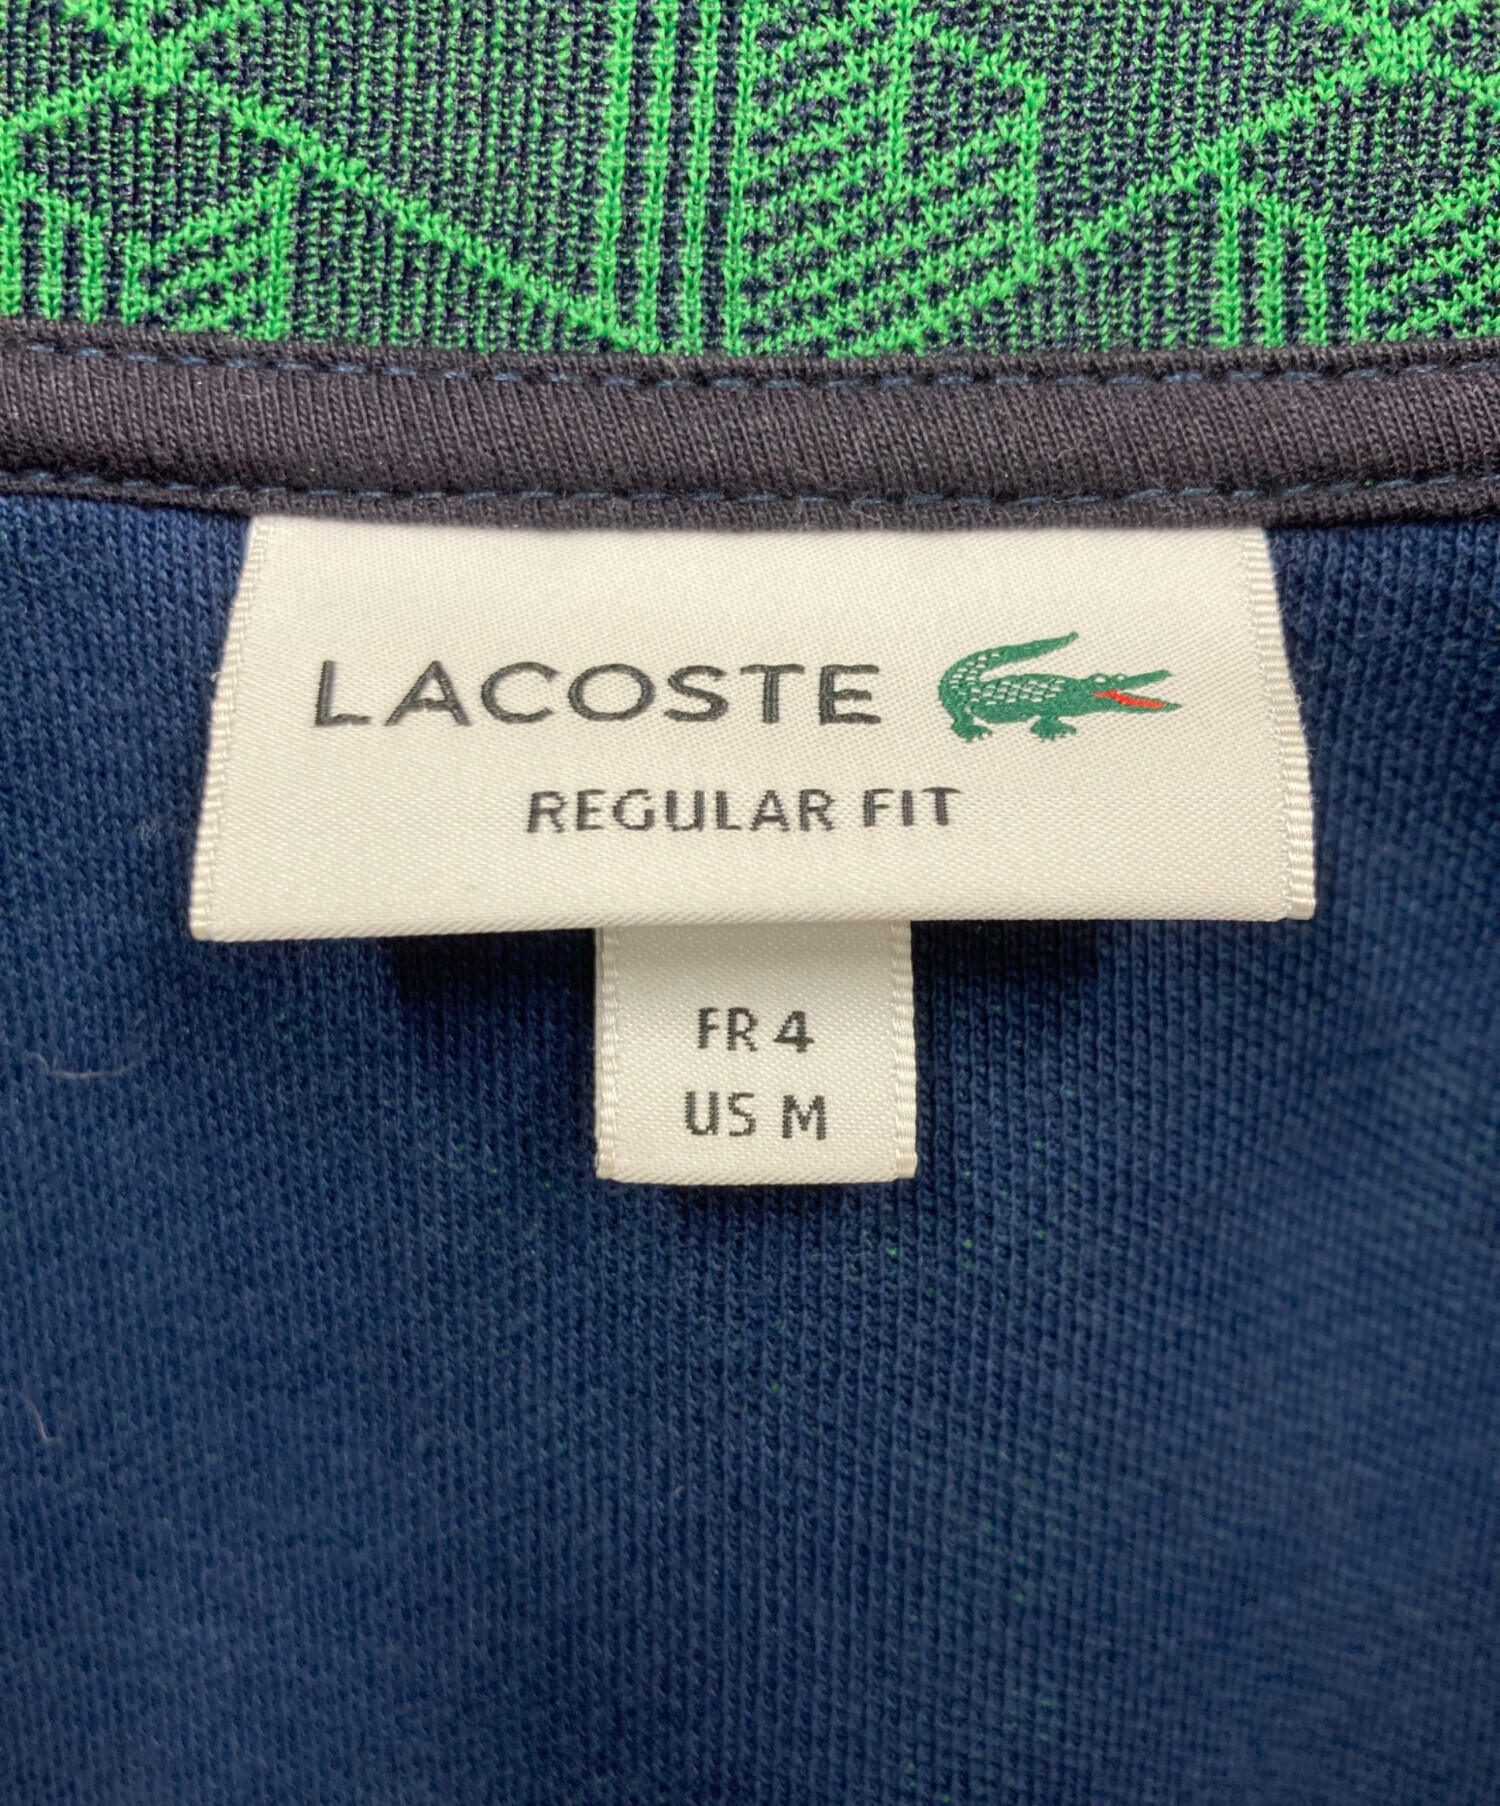 LACOSTE
REGULAR FIT
FR 4
US M